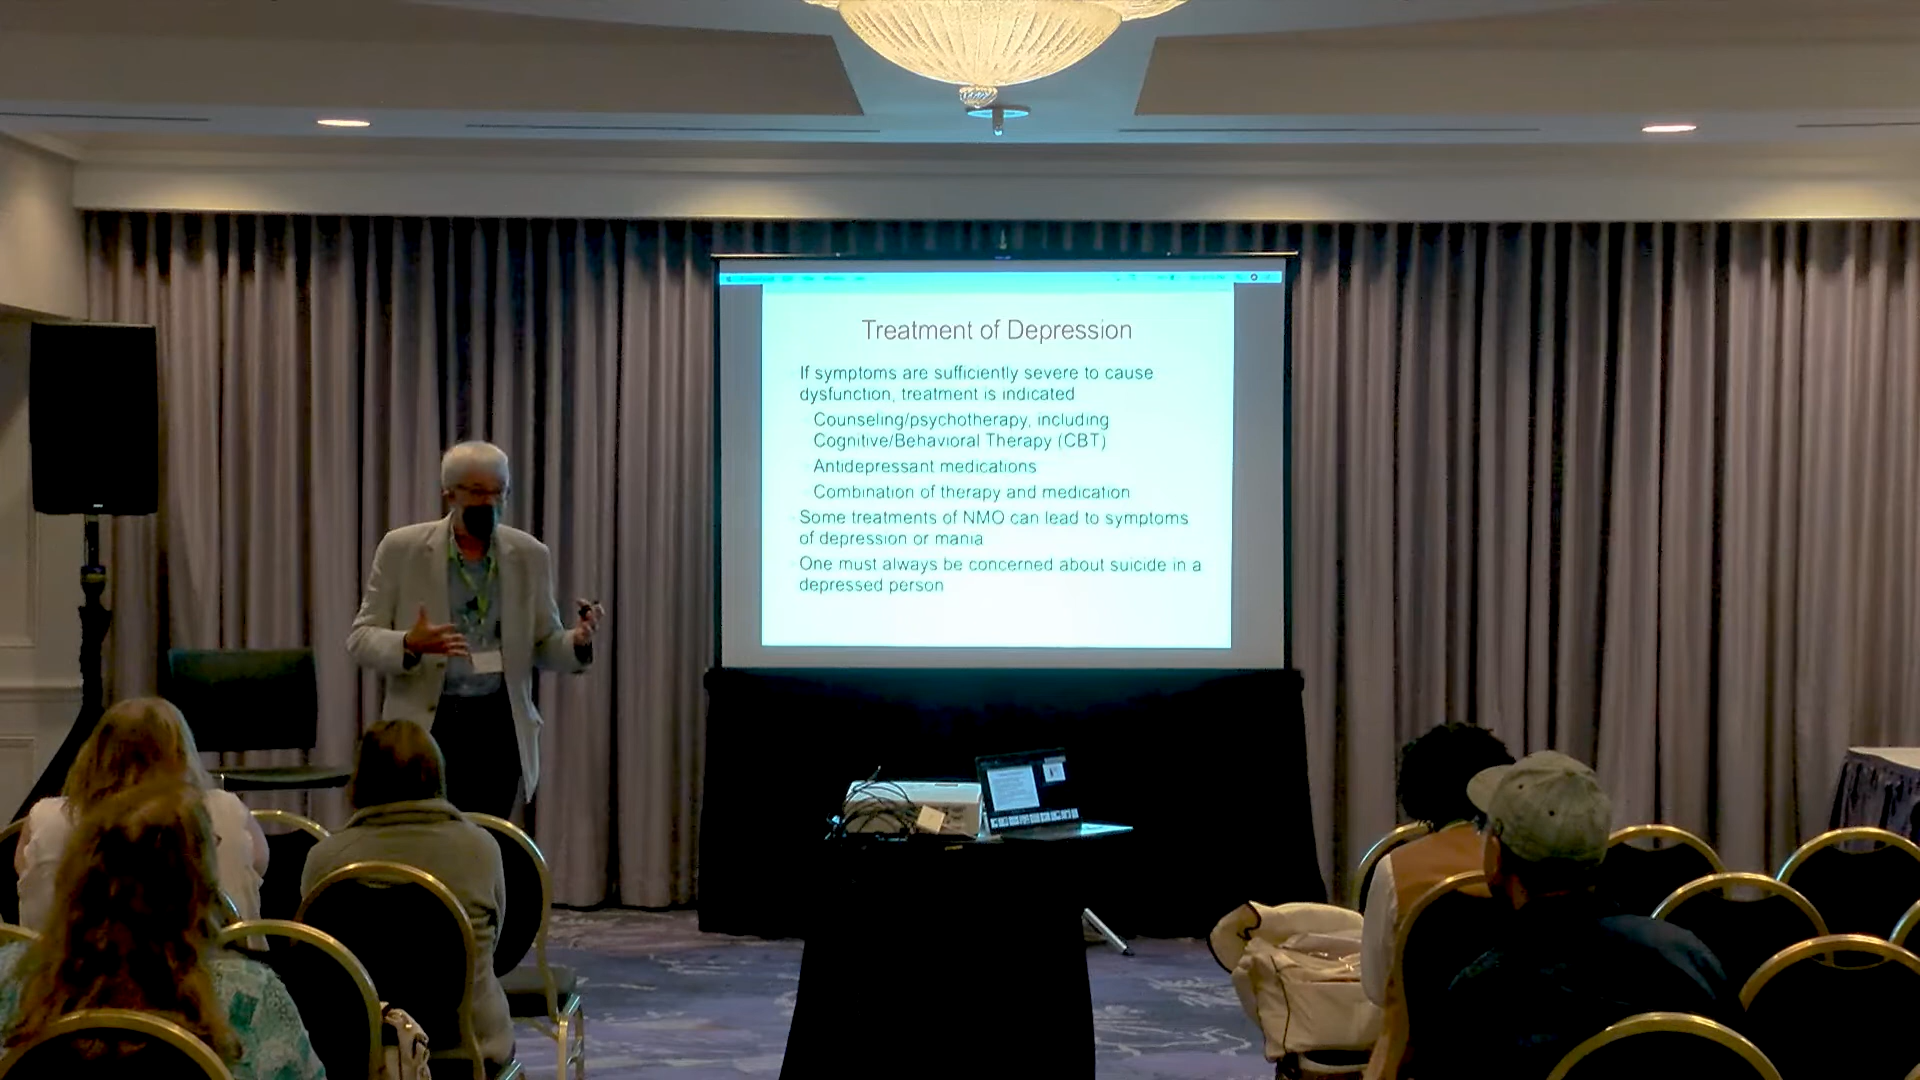 Treatment of Depression
If symptoms are sufficiently severe to cause
dysfunction, treatment is indicated
Counseling/psychotherapy, including
Cognitive/Behavioral Therapy (CBT)
Antidepressant medications
Combination of therapy and medication
Some treatments of NMO can lead to symptoms
of depression or mania
One must always be concerned about suicide in a
depressed person